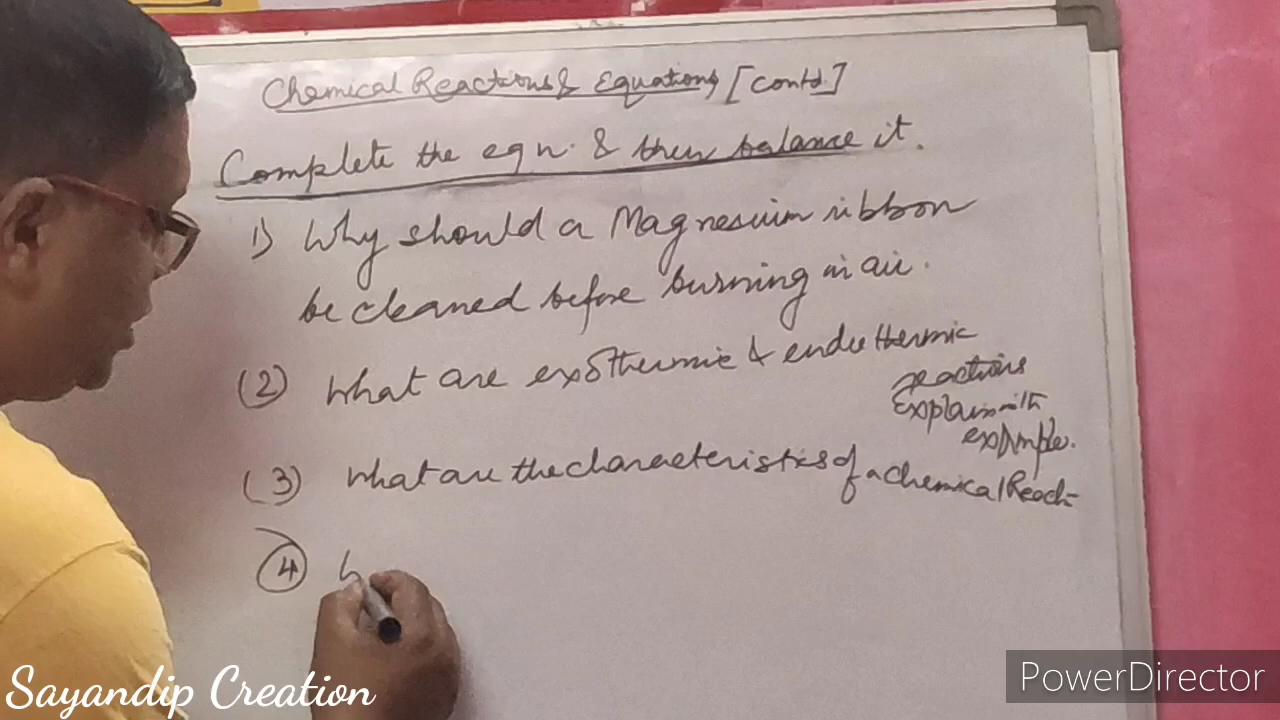 Chemical Reactions & Equations [contd.]
Complete the eqn. & then balance it.
1) Why should a Magnesium ribbon
be cleaned before burning in air.
(2) What are exothermic & endothermic
reactions
Explain with
example.
(3) What are the characteristics of a Chemical React-
4
Sayandip Creation
PowerDirector